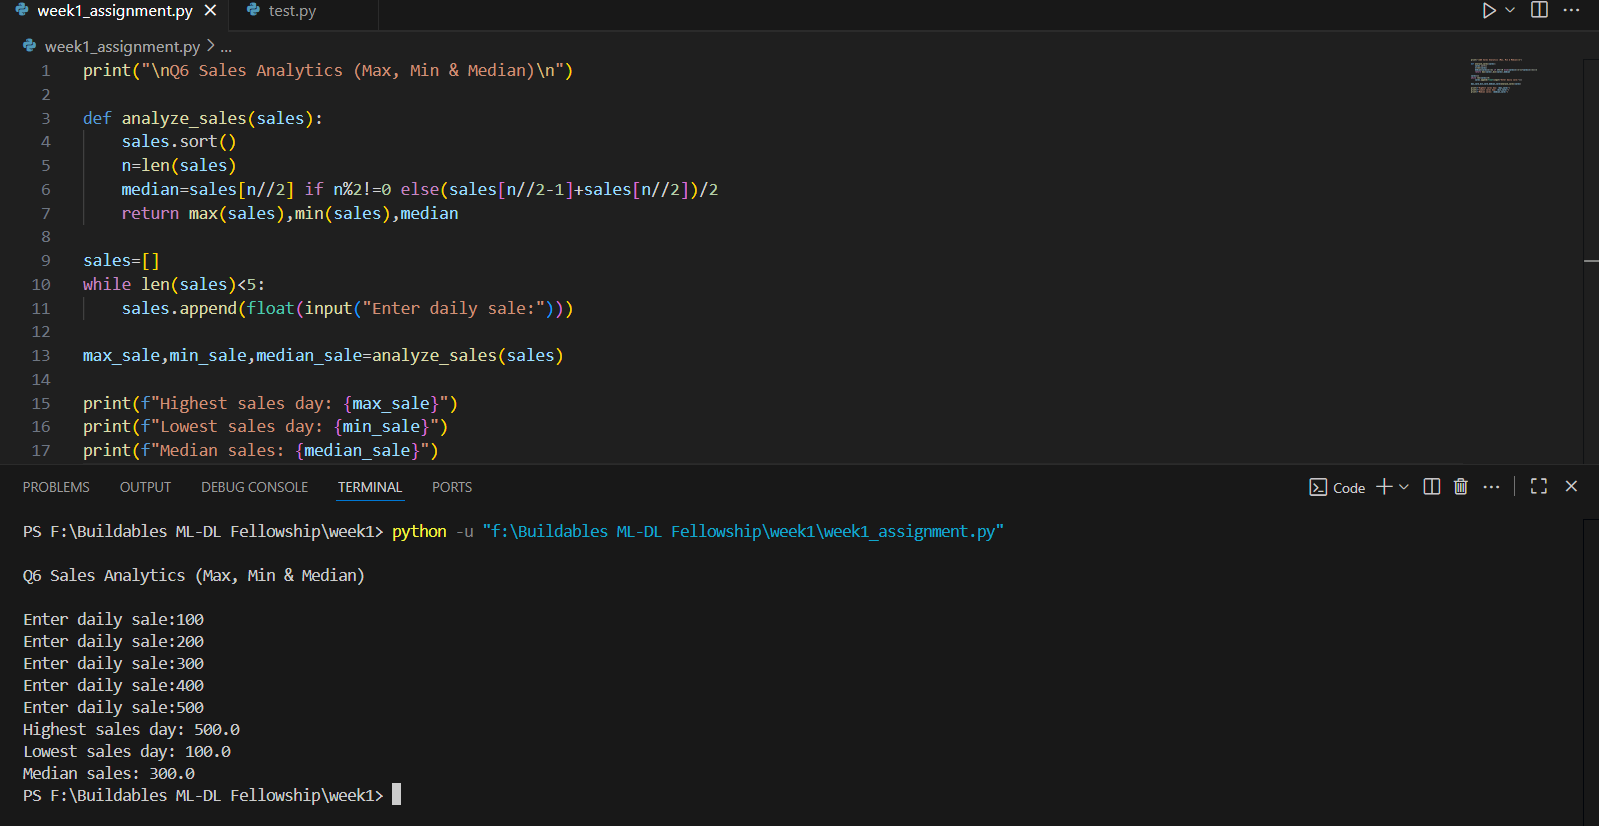 week1_assignment.py
test.py
week1_assignment.py > ...
1 print("\nQ6 Sales Analytics (Max, Min & Median)\n")
2
3 def analyze_sales(sales):
4     sales.sort()
5     n=len(sales)
6     median=sales[n//2] if n%2!=0 else(sales[n//2-1]+sales[n//2])/2
7     return max(sales),min(sales),median
8
9 sales=[]
10 while len(sales)<5:
11     sales.append(float(input("Enter daily sale:")))
12
13 max_sale,min_sale,median_sale=analyze_sales(sales)
14
15 print(f"Highest sales day: {max_sale}")
16 print(f"Lowest sales day: {min_sale}")
17 print(f"Median sales: {median_sale}")
PROBLEMS OUTPUT DEBUG CONSOLE TERMINAL PORTS Code
PS F:\Buildables ML-DL Fellowship\week1> python -u "f:\Buildables ML-DL Fellowship\week1\week1_assignment.py"
Q6 Sales Analytics (Max, Min & Median)
Enter daily sale:100
Enter daily sale:200
Enter daily sale:300
Enter daily sale:400
Enter daily sale:500
Highest sales day: 500.0
Lowest sales day: 100.0
Median sales: 300.0
PS F:\Buildables ML-DL Fellowship\week1>